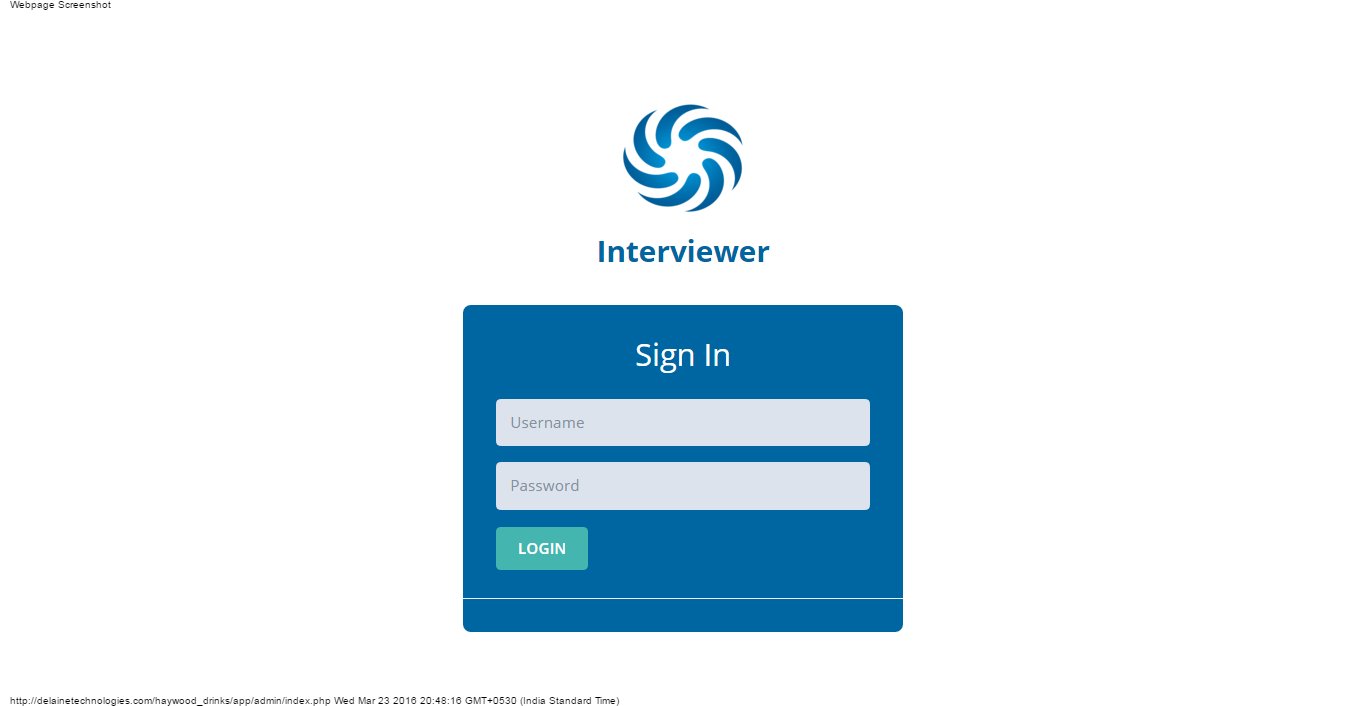 Webpage Screenshot
Interviewer
Sign In
Username
Password
LOGIN
http://delainetechnologies.com/haywood_drinks/app/admin/index.php Wed Mar 23 2016 20:48:16 GMT+0530 (India Standard Time)